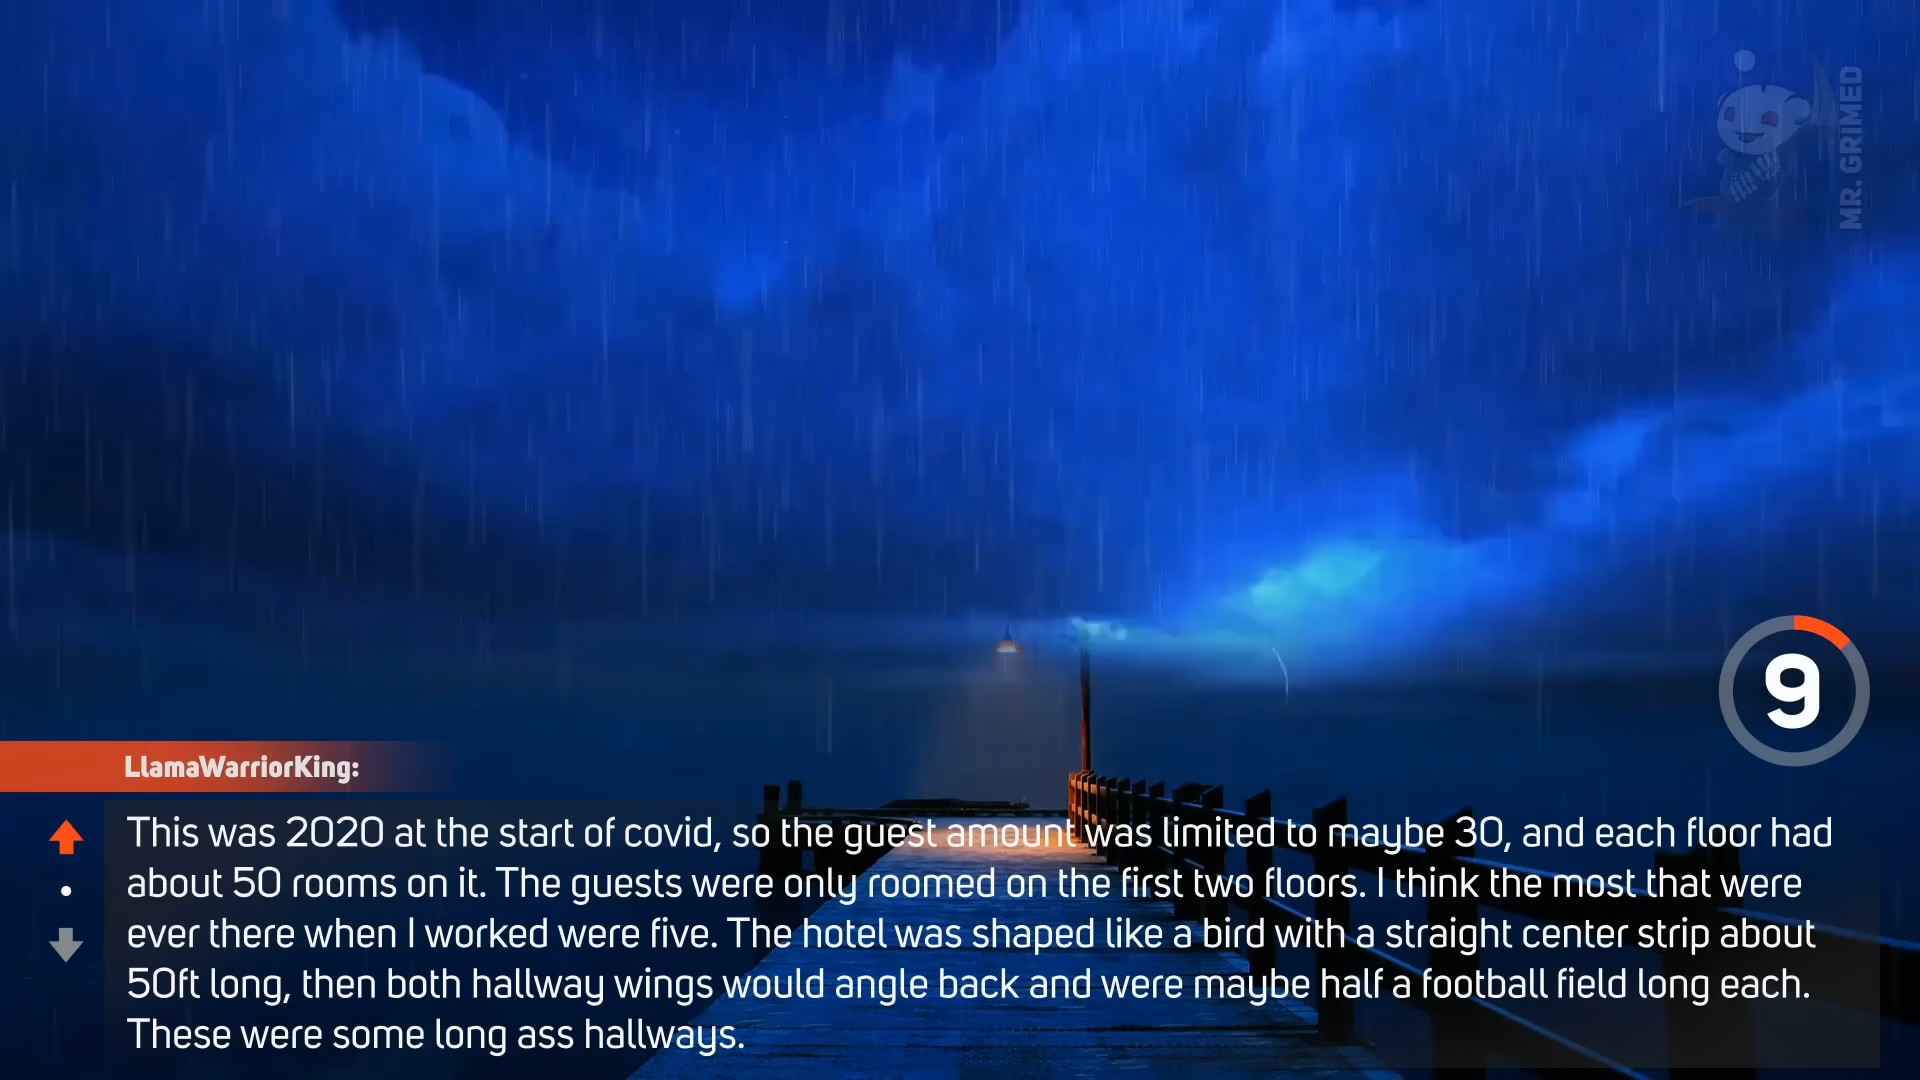 MR. GRIMED
9
LlamaWarriorKing:
This was 2020 at the start of covid, so the guest amount was limited to maybe 30, and each floor had
about 50 rooms on it. The guests were only roomed on the first two floors. I think the most that were
ever there when I worked were five. The hotel was shaped like a bird with a straight center strip about
50ft long, then both hallway wings would angle back and were maybe half a football field long each.
These were some long ass hallways.